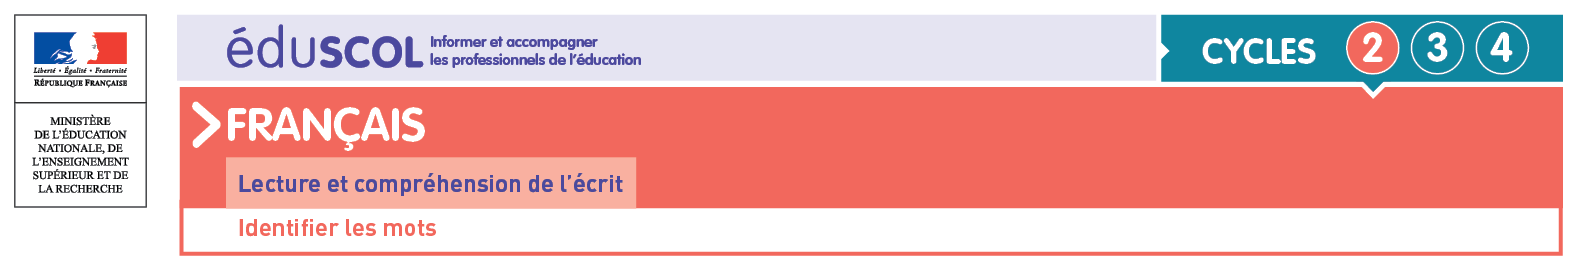 Liberté • Égalité • Fraternité
RÉPUBLIQUE FRANÇAISE
MINISTÈRE
DE L'ÉDUCATION
NATIONALE, DE
L'ENSEIGNEMENT
SUPÉRIEUR ET DE
LA RECHERCHE
éduSCOL
Informer et accompagner
les professionnels de l'éducation
CYCLES 2 3 4
FRANÇAIS
Lecture et compréhension de l'écrit
Identifier les mots